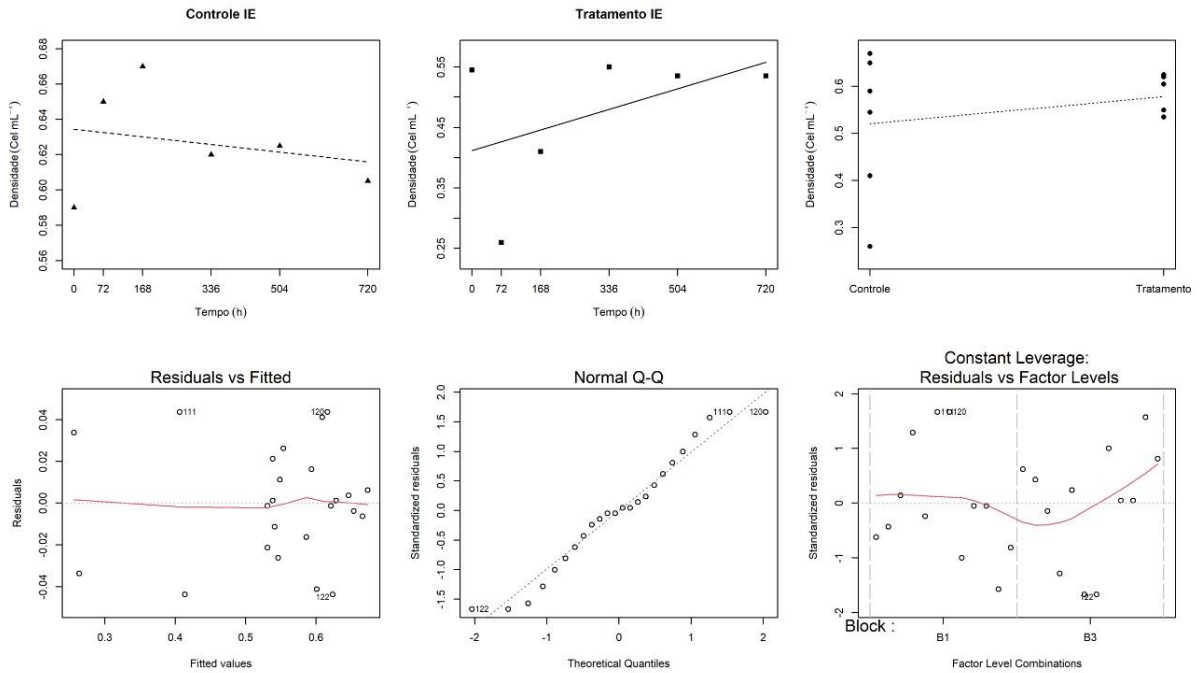 Controle IE
Densidade (Cel mL⁻¹)
0.56 0.58 0.60 0.62 0.64 0.66 0.68
0 72 168 336 504 720
Tempo (h)
Tratamento IE
Densidade (Cel mL⁻¹)
0.25 0.35 0.45 0.55
0 72 168 336 504 720
Tempo (h)
Densidade (Cel mL⁻¹)
0.3 0.4 0.5 0.6
Controle Tratamento
Residuals vs Fitted
Residuals
-0.04 -0.02 0.00 0.02 0.04
111
120
122
0.3 0.4 0.5 0.6
Fitted values
Normal Q-Q
Standardized residuals
-1.5 -1.0 -0.5 0.0 0.5 1.0 1.5 2.0
111
120
122
-2 -1 0 1 2
Theoretical Quantiles
Constant Leverage:
Residuals vs Factor Levels
Standardized residuals
-2 -1 0 1 2
120
122
Block :
B1 B3
Factor Level Combinations